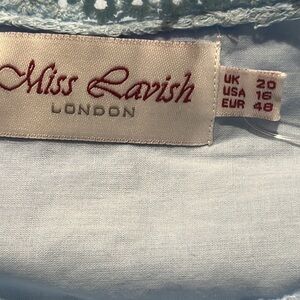 Miss Lavish
LONDON
UK 20
USA 16
EUR 48